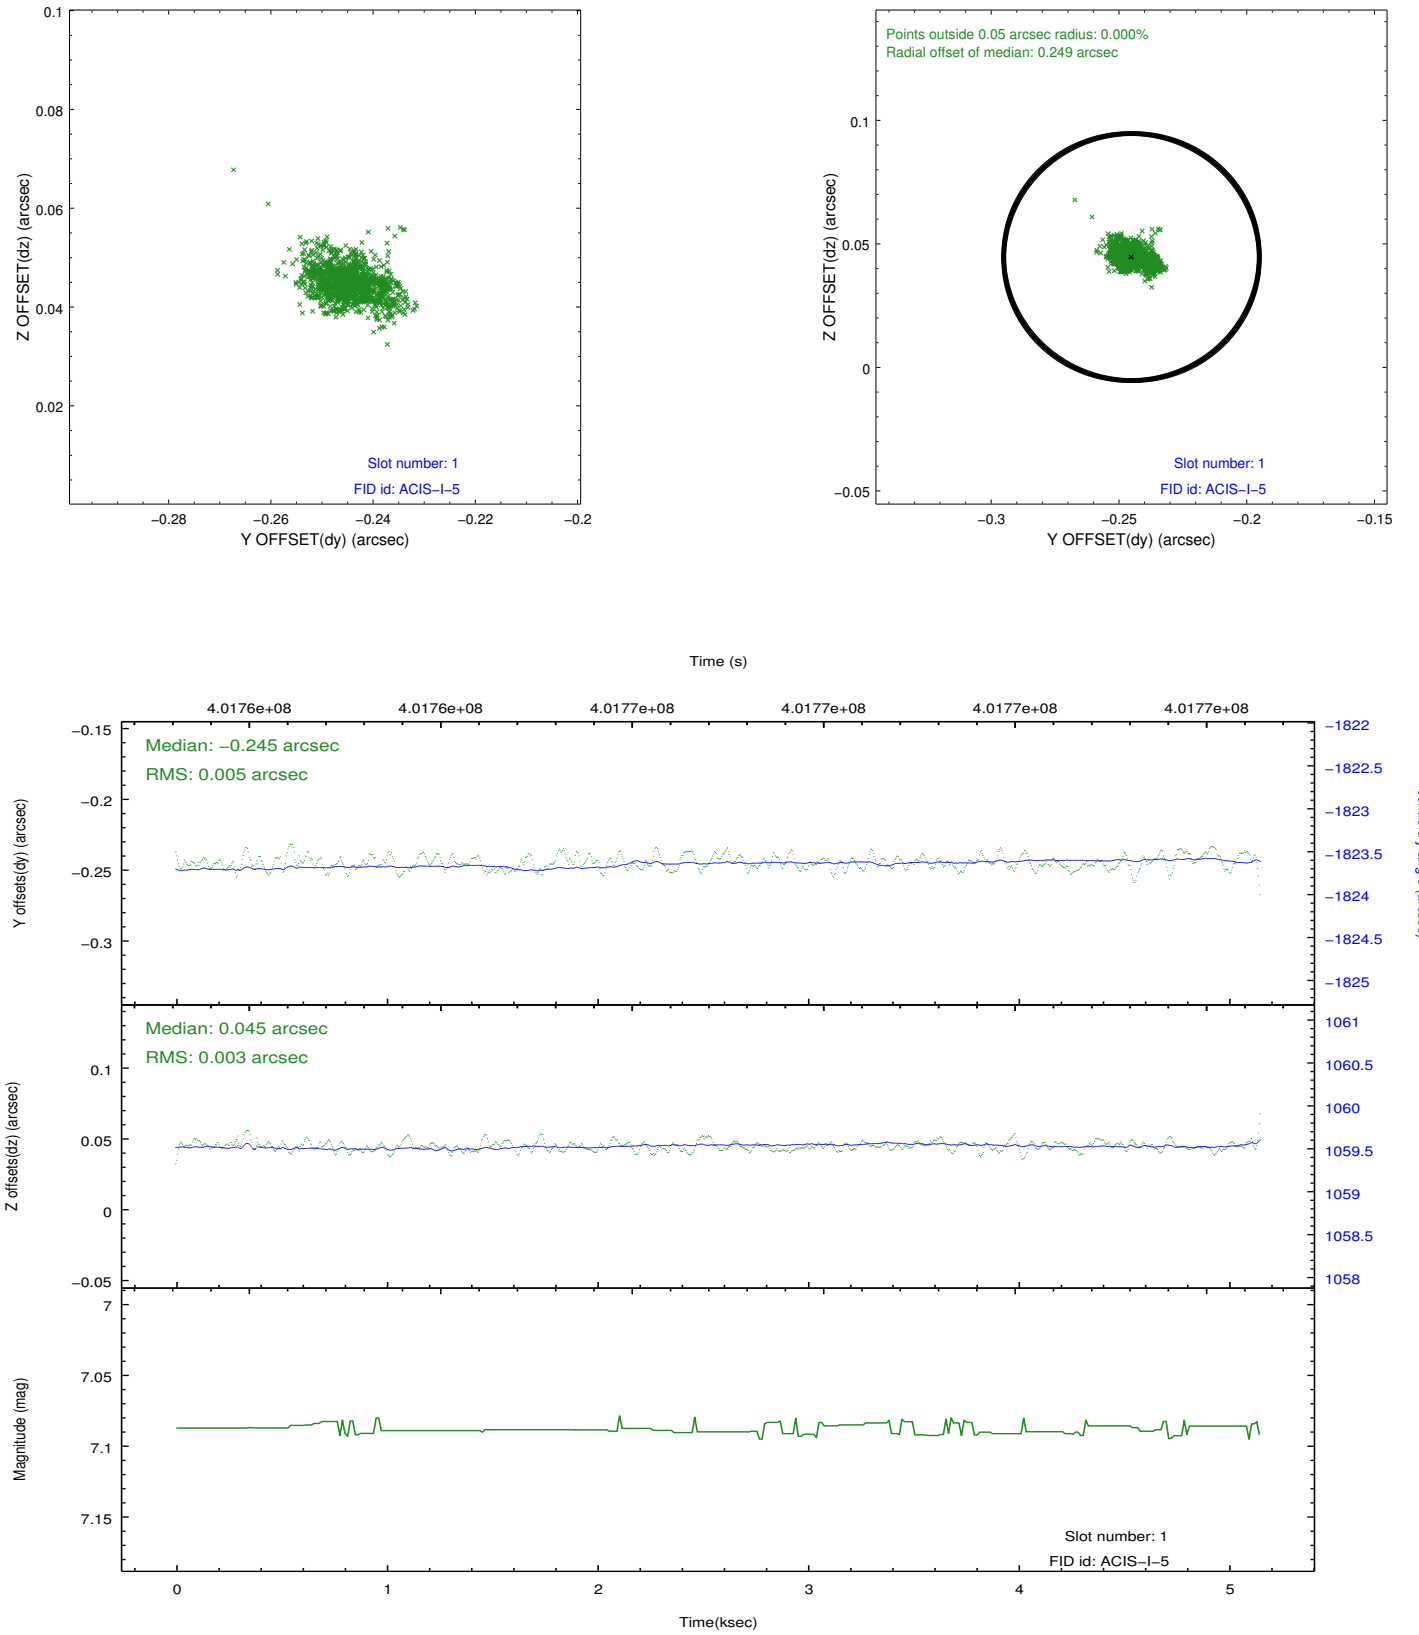 0.1
0.08
0.06
0.04
0.02
−0.28
−0.26
−0.24
−0.22
−0.2
Z OFFSET(dz) (arcsec)
Y OFFSET(dy) (arcsec)
Slot number: 1
FID id: ACIS−I−5
Points outside 0.05 arcsec radius: 0.000%
Radial offset of median: 0.249 arcsec
0.1
0.05
0
−0.05
−0.3
−0.25
−0.2
−0.15
Z OFFSET(dz) (arcsec)
Y OFFSET(dy) (arcsec)
Slot number: 1
FID id: ACIS−I−5
Time (s)
4.0176e+08
4.0176e+08
4.0177e+08
4.0177e+08
4.0177e+08
4.0177e+08
Median: −0.245 arcsec
RMS: 0.005 arcsec
−0.15
−0.2
−0.25
−0.3
Y offsets(dy) (arcsec)
−1822
−1822.5
−1823
−1823.5
−1824
−1824.5
−1825
Median: 0.045 arcsec
RMS: 0.003 arcsec
0.1
0.05
0
−0.05
Z offsets(dz) (arcsec)
1061
1060.5
1060
1059.5
1059
1058.5
1058
7
7.05
7.1
7.15
Magnitude (mag)
Slot number: 1
FID id: ACIS−I−5
0
1
2
3
4
5
Time(ksec)